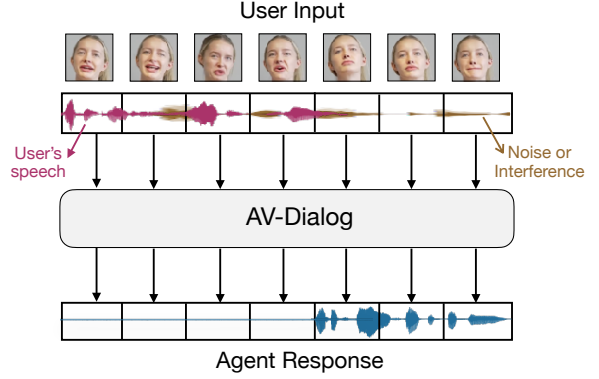 User Input
User's
speech
Noise or
Interference
AV-Dialog
Agent Response